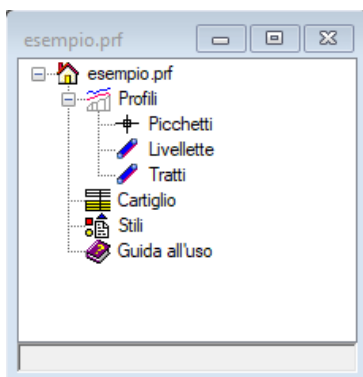 esempio.prf
esempio.prf
Profili
Picchetti
Livellette
Tratti
Cartiglio
Stili
Guida all'uso